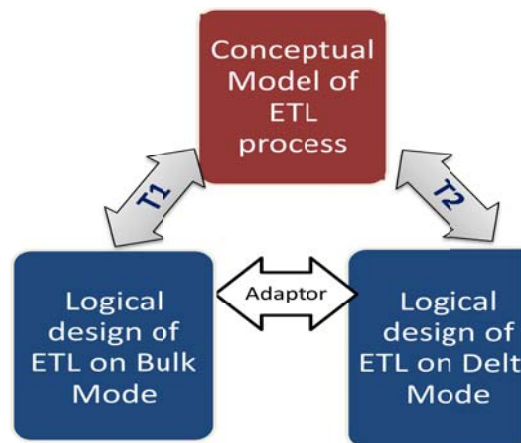 Conceptual
Model of
ETL
process
T1
T2
Logical
design of
ETL on Bulk
Mode
Adaptor
Logical
design of
ETL on Delt
Mode